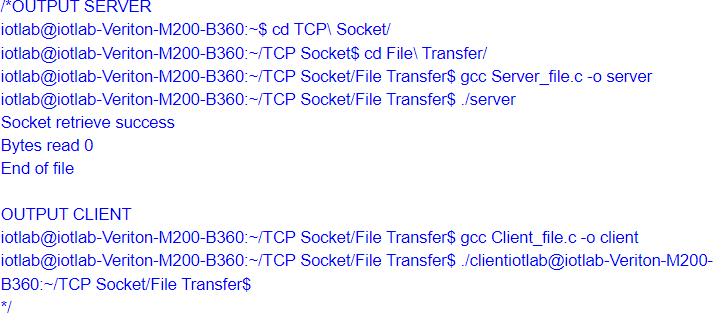 /*OUTPUT SERVER
iotlab@iotlab-Veriton-M200-B360:~$ cd TCP\ Socket/
iotlab@iotlab-Veriton-M200-B360:~/TCP Socket$ cd File\ Transfer/
iotlab@iotlab-Veriton-M200-B360:~/TCP Socket/File Transfer$ gcc Server_file.c -o server
iotlab@iotlab-Veriton-M200-B360:~/TCP Socket/File Transfer$ ./server
Socket retrieve success
Bytes read 0
End of file

OUTPUT CLIENT
iotlab@iotlab-Veriton-M200-B360:~/TCP Socket/File Transfer$ gcc Client_file.c -o client
iotlab@iotlab-Veriton-M200-B360:~/TCP Socket/File Transfer$ ./clientiotlab@iotlab-Veriton-M200-
B360:~/TCP Socket/File Transfer$
*/